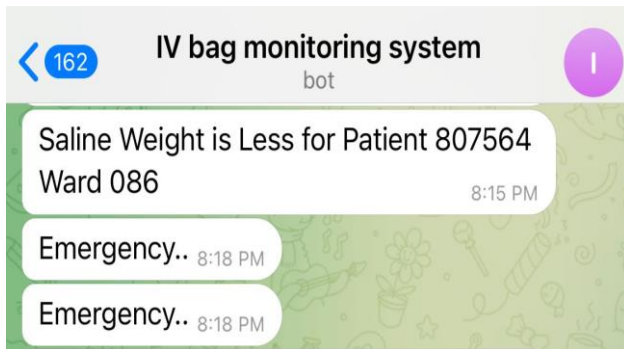 162
IV bag monitoring system
bot
I
Saline Weight is Less for Patient 807564
Ward 086
8:15 PM
Emergency.. 8:18 PM
Emergency.. 8:18 PM